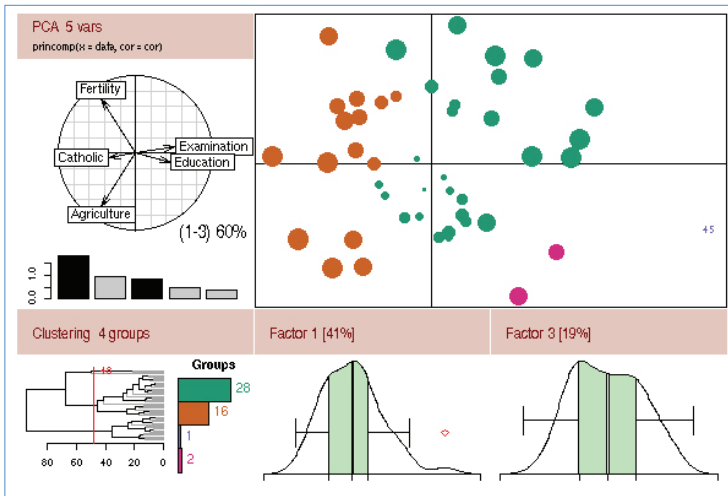 PCA 5 vars
princomp(x = data, cor = cor)
Fertility
Catholic
Examination
Education
Agriculture
(1-3) 60%
1.0
0.0
45
Clustering 4 groups
Factor 1 [41%]
Factor 3 [19%]
Groups
28
16
1
2
80 60 40 20 0